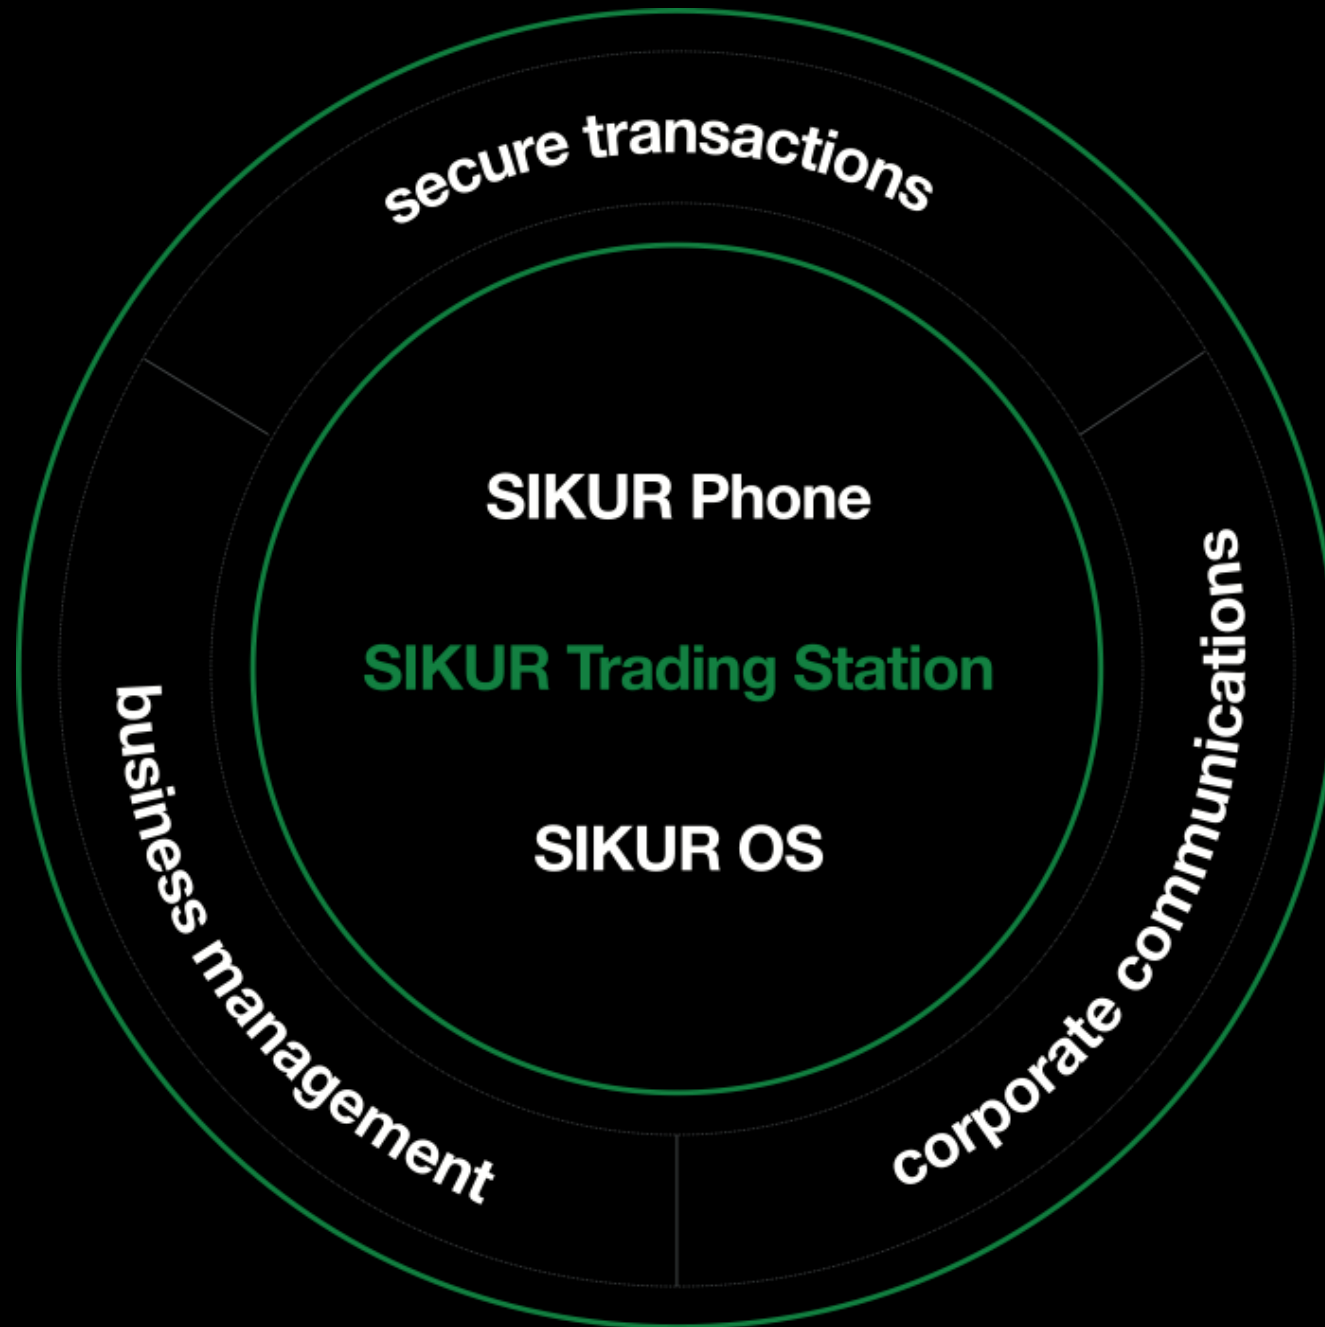 secure transactions
SIKUR Phone
SIKUR Trading Station
SIKUR OS
business management
corporate communications